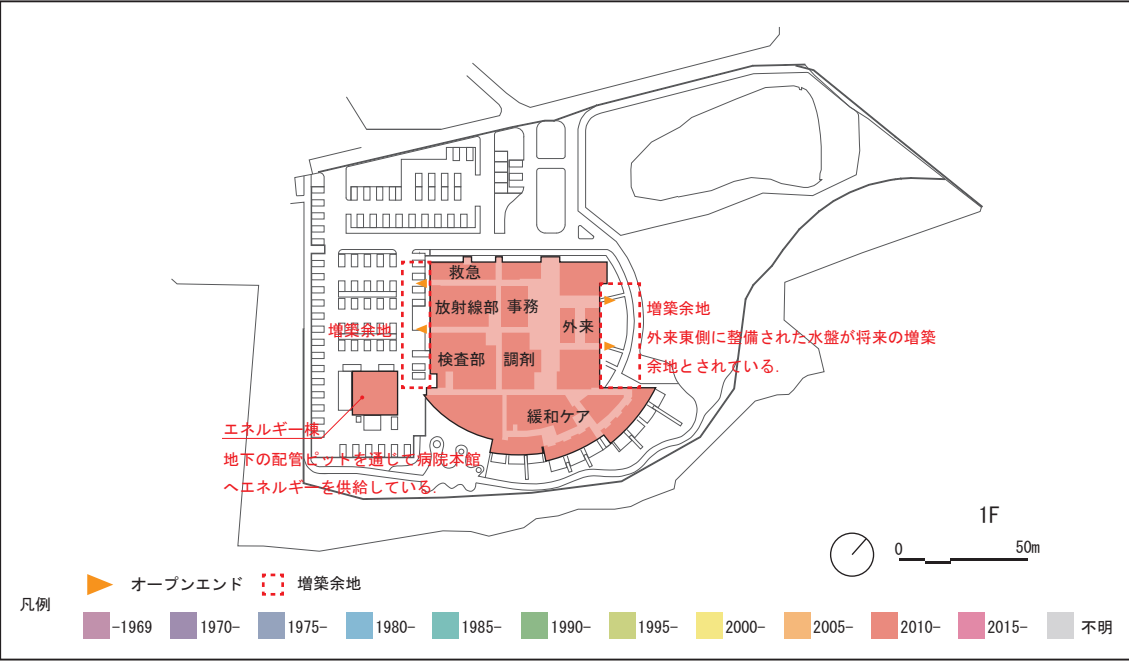 救急
放射線部
事務
外来
検査部
調剤
緩和ケア
増築余地
増築余地
外来東側に整備された水盤が将来の増築
余地とされている.
エネルギー棟
地下の配管ピットを通じて病院本館
へエネルギーを供給している.
1F
0
50m
凡例
オープンエンド
増築余地
-1969
1970-
1975-
1980-
1985-
1990-
1995-
2000-
2005-
2010-
2015-
不明